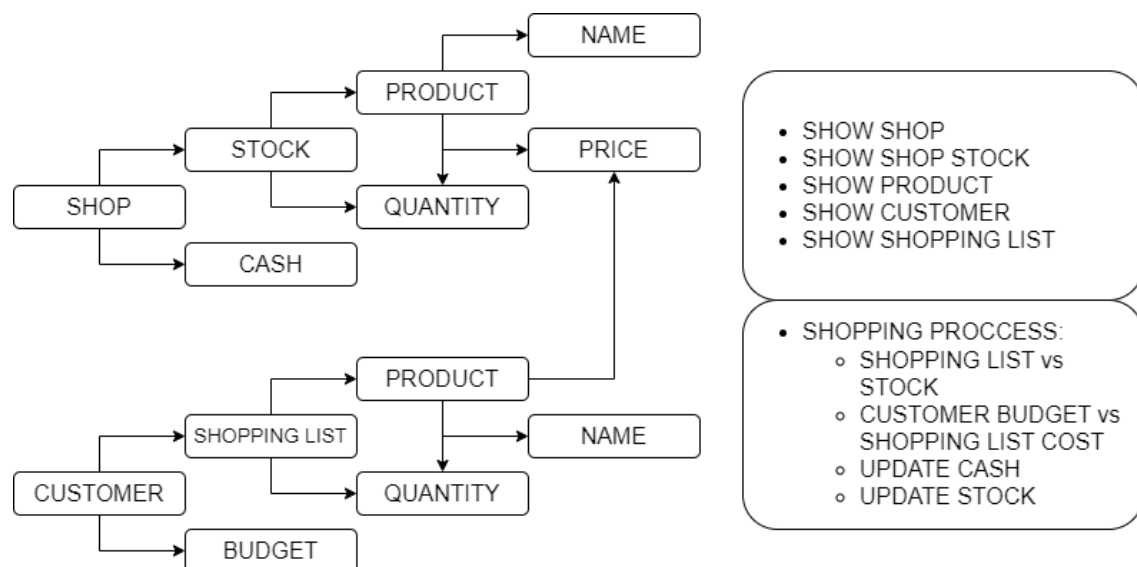 NAME
PRODUCT
STOCK
PRICE
SHOP
QUANTITY
CASH
PRODUCT
SHOPPING LIST
NAME
CUSTOMER
QUANTITY
BUDGET
SHOW SHOP
SHOW SHOP STOCK
SHOW PRODUCT
SHOW CUSTOMER
SHOW SHOPPING LIST
SHOPPING PROCCESS:
SHOPPING LIST vs
STOCK
CUSTOMER BUDGET vs
SHOPPING LIST COST
UPDATE CASH
UPDATE STOCK